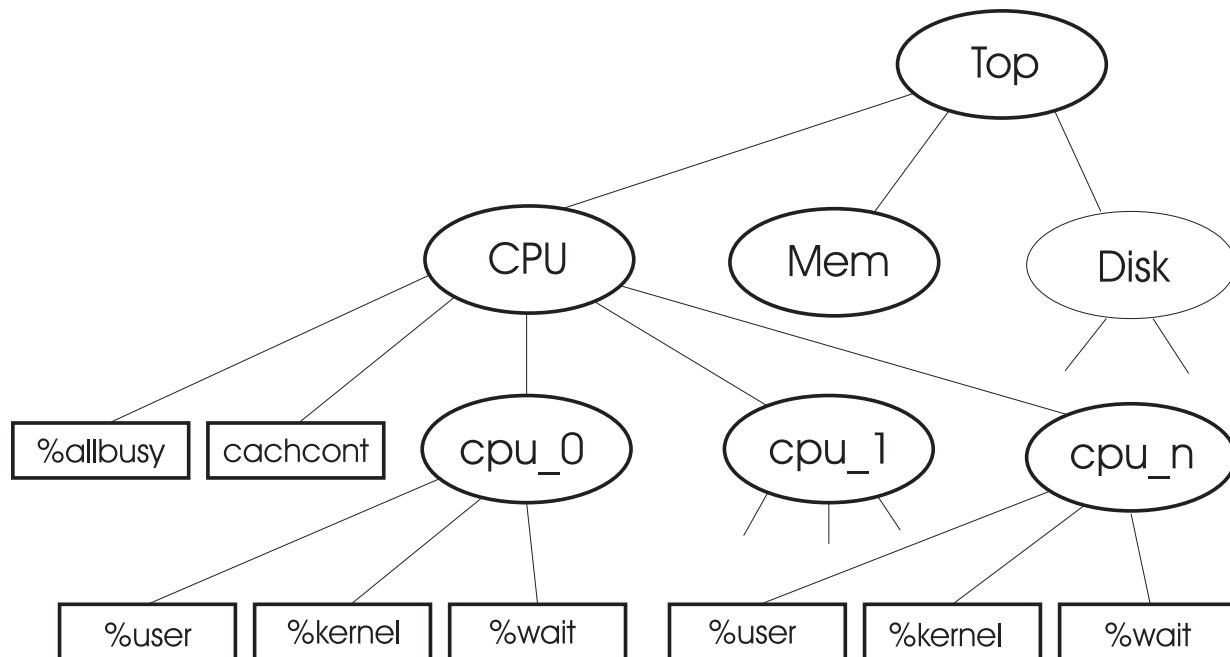 Top
CPU
Mem
Disk
%allbusy
cachcont
cpu_0
cpu_1
cpu_n
%user
%kernel
%wait
%user
%kernel
%wait